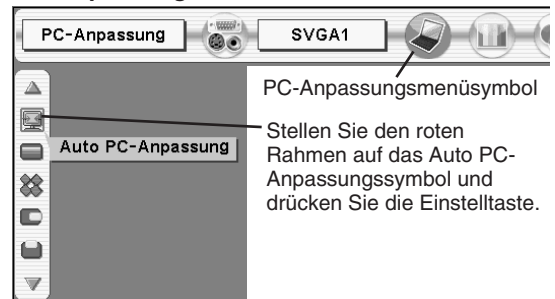 PC-Anpassung
SVGA1
PC-Anpassungsmenüsymbol
Auto PC-Anpassung
Stellen Sie den roten
Rahmen auf das Auto PC-
Anpassungssymbol und
drücken Sie die Einstelltaste.